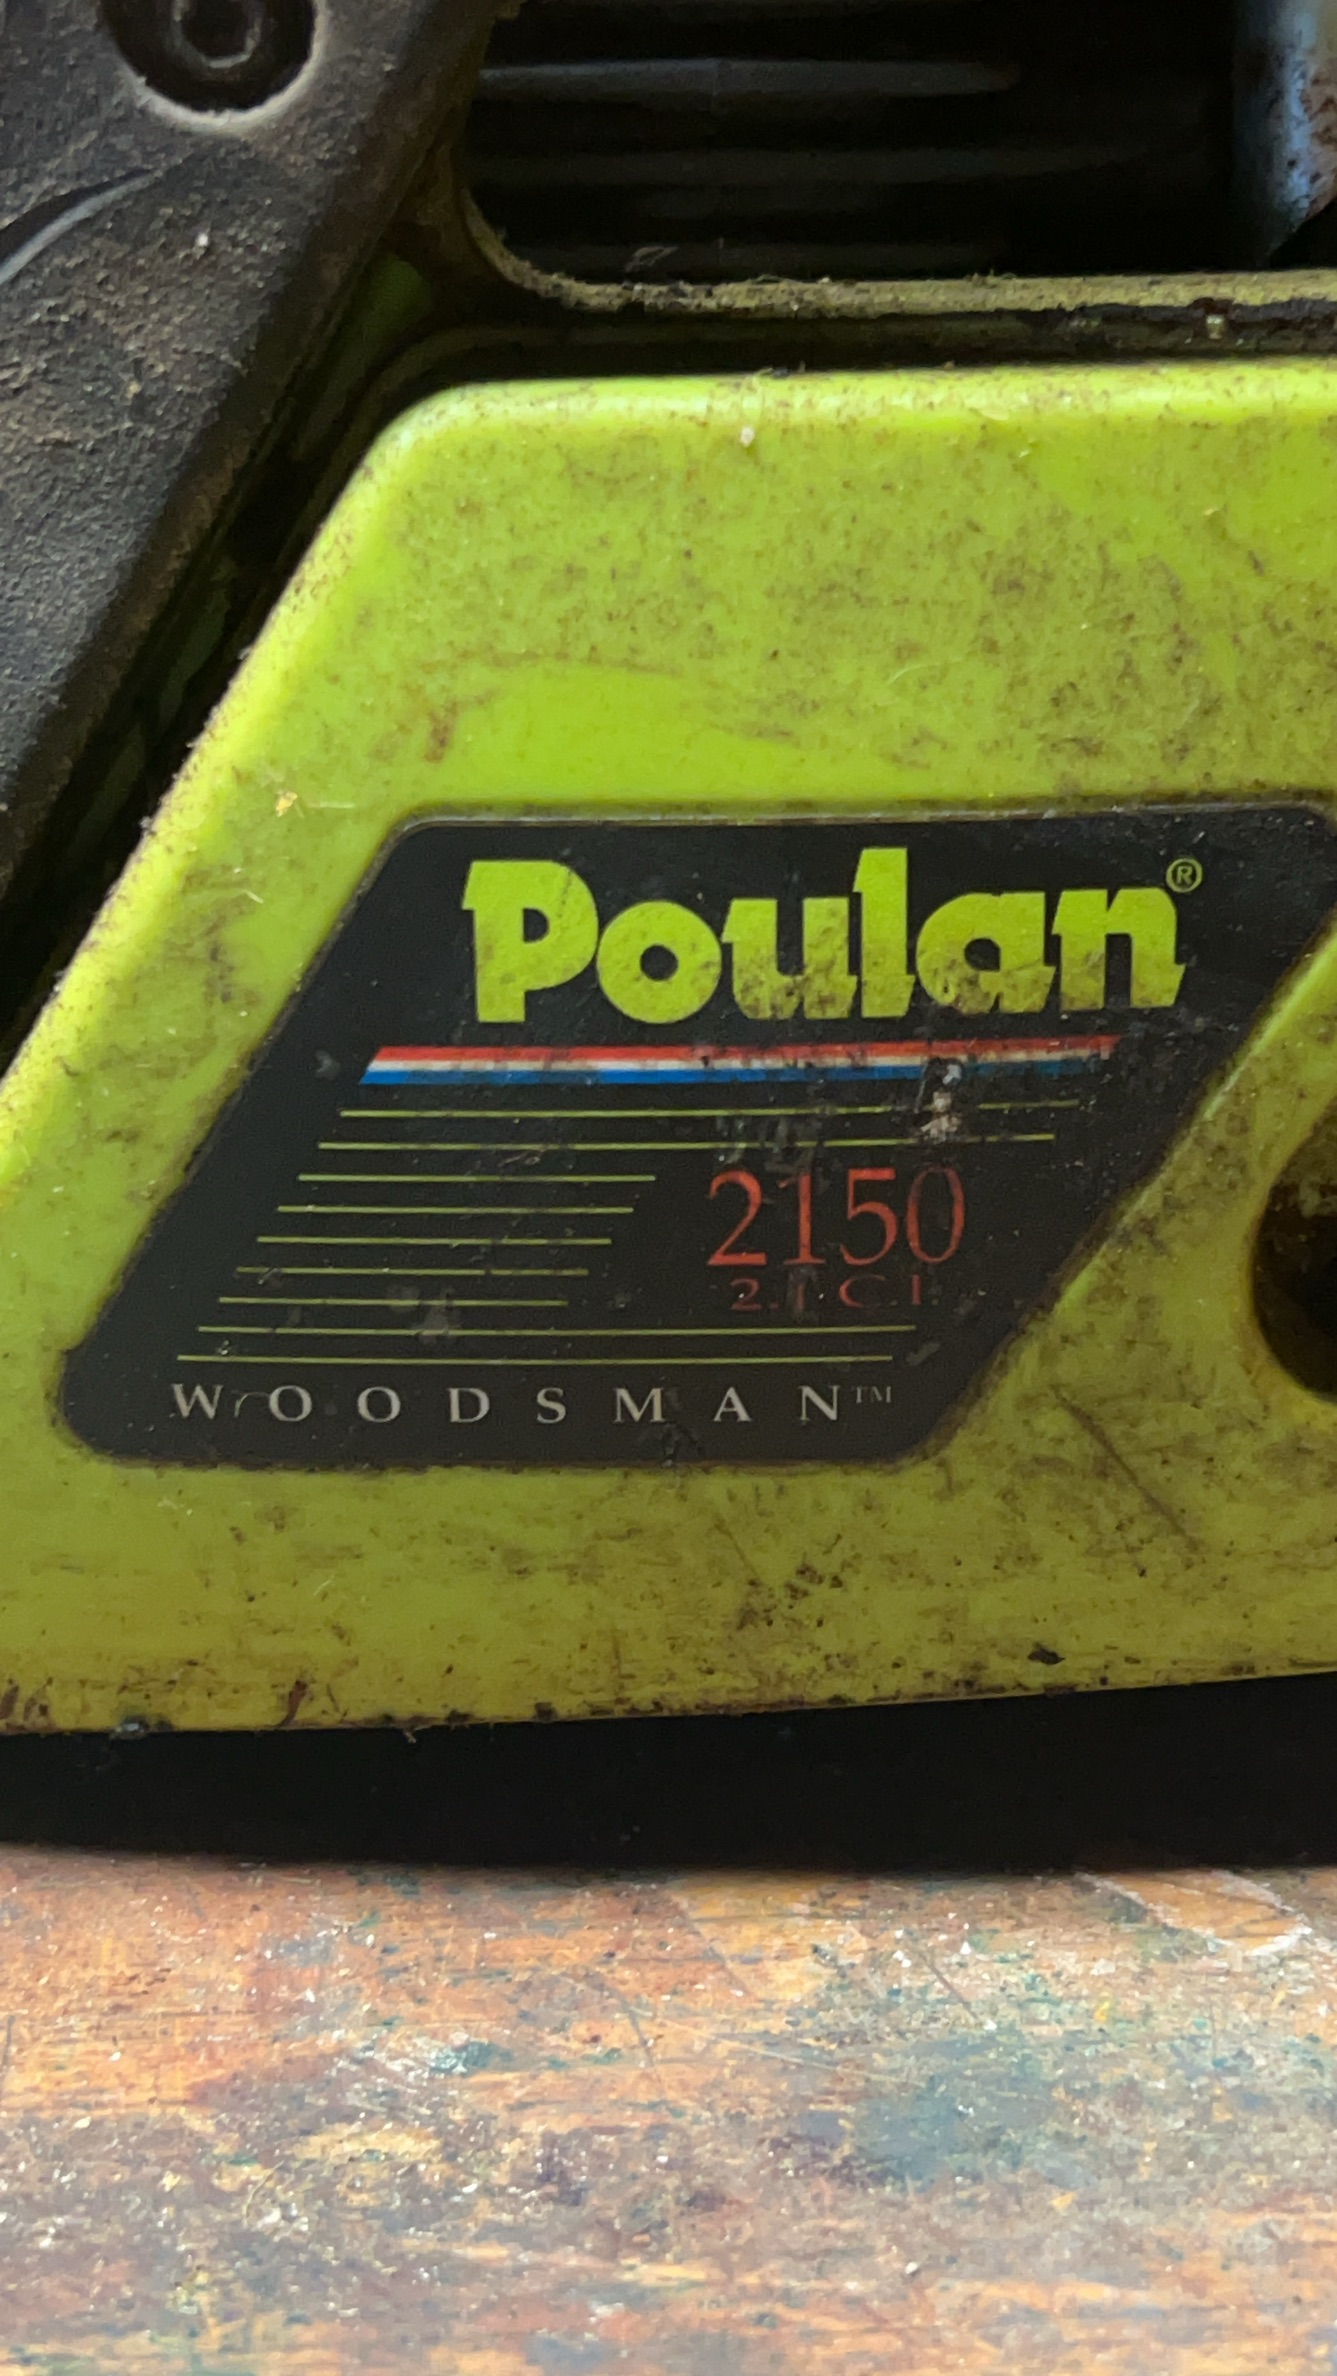 Poulan®
2150
2.1 C.I.
WOODSMAN™